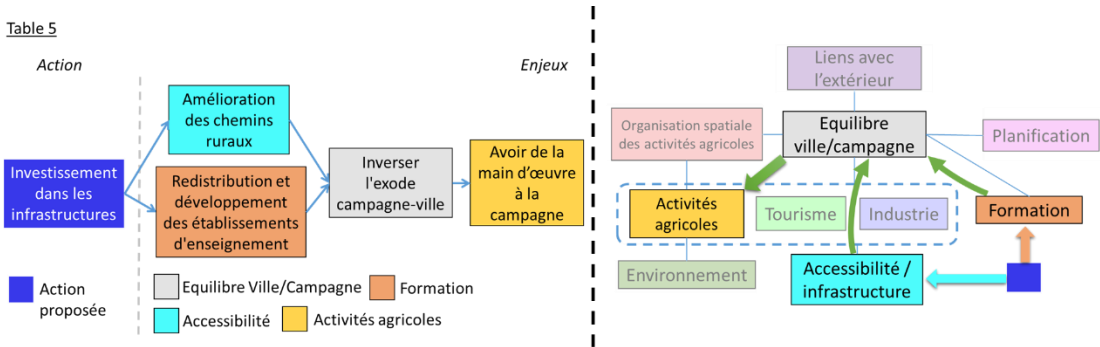 Table 5
Action
Enjeux
Amélioration
des chemins
ruraux
Investissement
dans les
infrastructures
Redistribution et
développement
des établissements
d'enseignement
Inverser
l'exode
campagne-ville
Avoir de la
main d'œuvre
à la
campagne
Action
proposée
Equilibre Ville/Campagne
Formation
Accessibilité
Activités agricoles
Liens avec
l'extérieur
Organisation spatiale
des activités agricoles
Equilibre
ville/campagne
Planification
Activités
agricoles
Tourisme
Industrie
Formation
Environnement
Accessibilité /
infrastructure